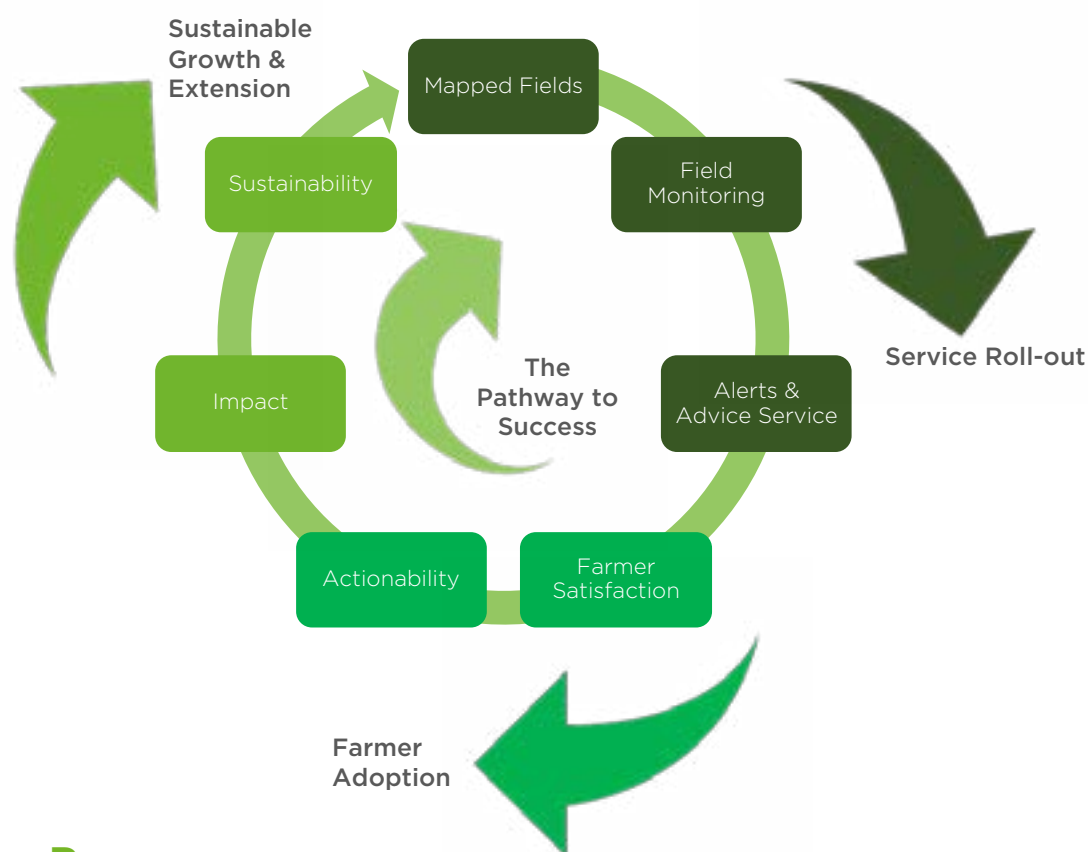 Sustainable
Growth &
Extension
Mapped Fields
Field
Monitoring
Sustainability
Service Roll-out
The
Pathway to
Success
Alerts &
Advice Service
Impact
Actionability
Farmer
Satisfaction
Farmer
Adoption